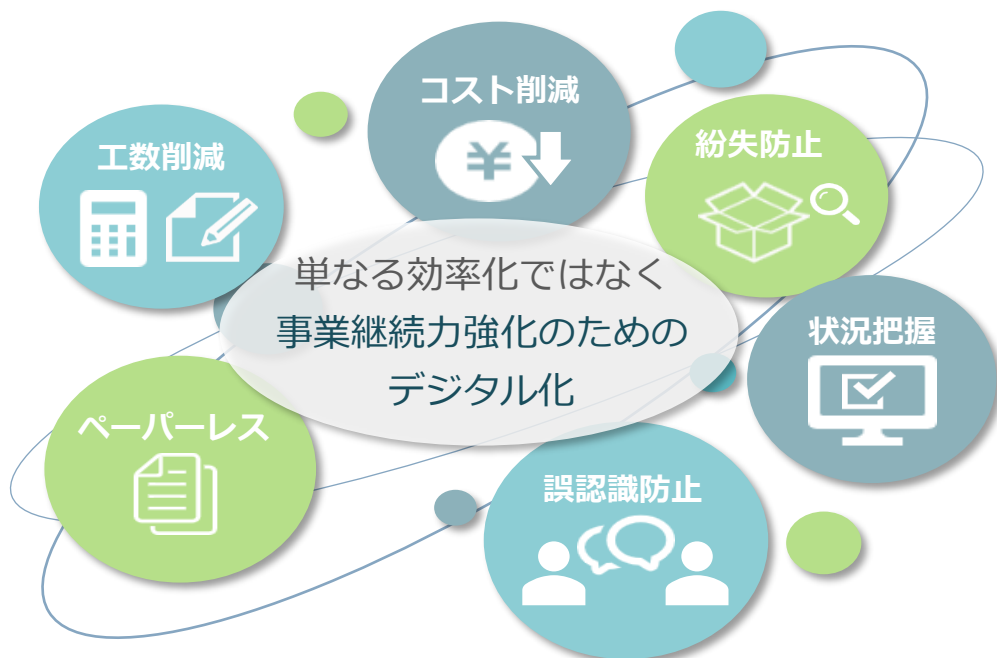 コスト削減
工数削減
紛失防止
単なる効率化ではなく
事業継続力強化のための
デジタル化
状況把握
ペーパーレス
誤認識防止